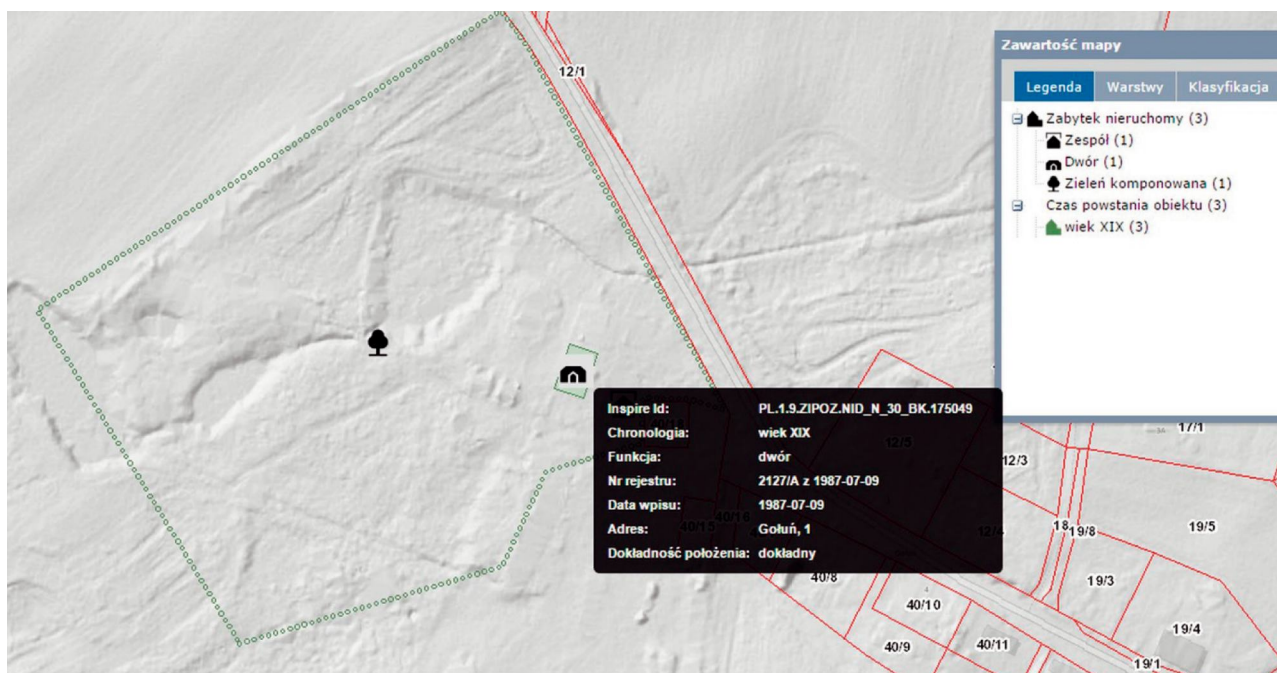 12/1
Zawartość mapy
Legenda Warstwy Klasyfikacja
Zabytek nieruchomy (3)
Zespół (1)
Dwór (1)
Zieleń komponowana (1)
Czas powstania obiektu (3)
wiek XIX (3)
Inspire Id: PL.1.9.ZIPOZ.NID_N_30_BK.175049
Chronologia: wiek XIX
Funkcja: dwór
Nr rejestru: 2127/A z 1987-07-09
Data wpisu: 1987-07-09
Adres: Gołuń, 1
Dokładność położenia: dokładny
12/5
17/1
12/3
40/15
40/16
12/4
18
19/8
19/5
40/8
19/3
40/10
19/4
40/9
40/11
19/1